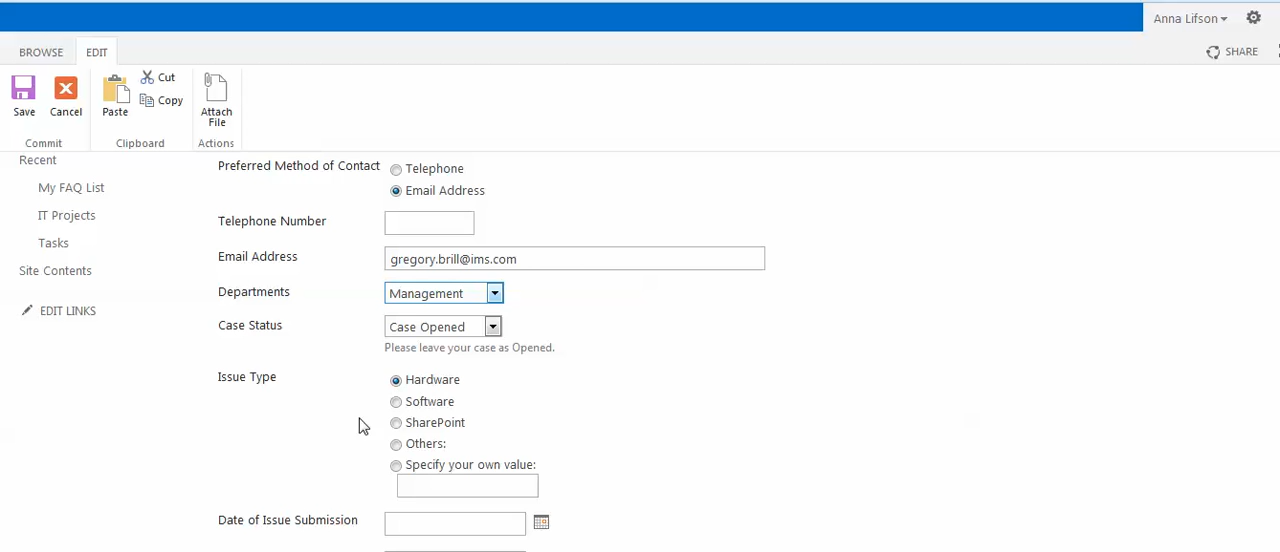 Anna Lifson
BROWSE EDIT SHARE
Save Cancel Paste Cut Copy Attach File
Commit Clipboard Actions
Recent
My FAQ List
IT Projects
Tasks
Site Contents
EDIT LINKS
Preferred Method of Contact
Telephone
Email Address
Telephone Number
Email Address gregory.brill@ims.com
Departments Management
Case Status Case Opened
Please leave your case as Opened.
Issue Type Hardware
Software
SharePoint
Others:
Specify your own value:
Date of Issue Submission